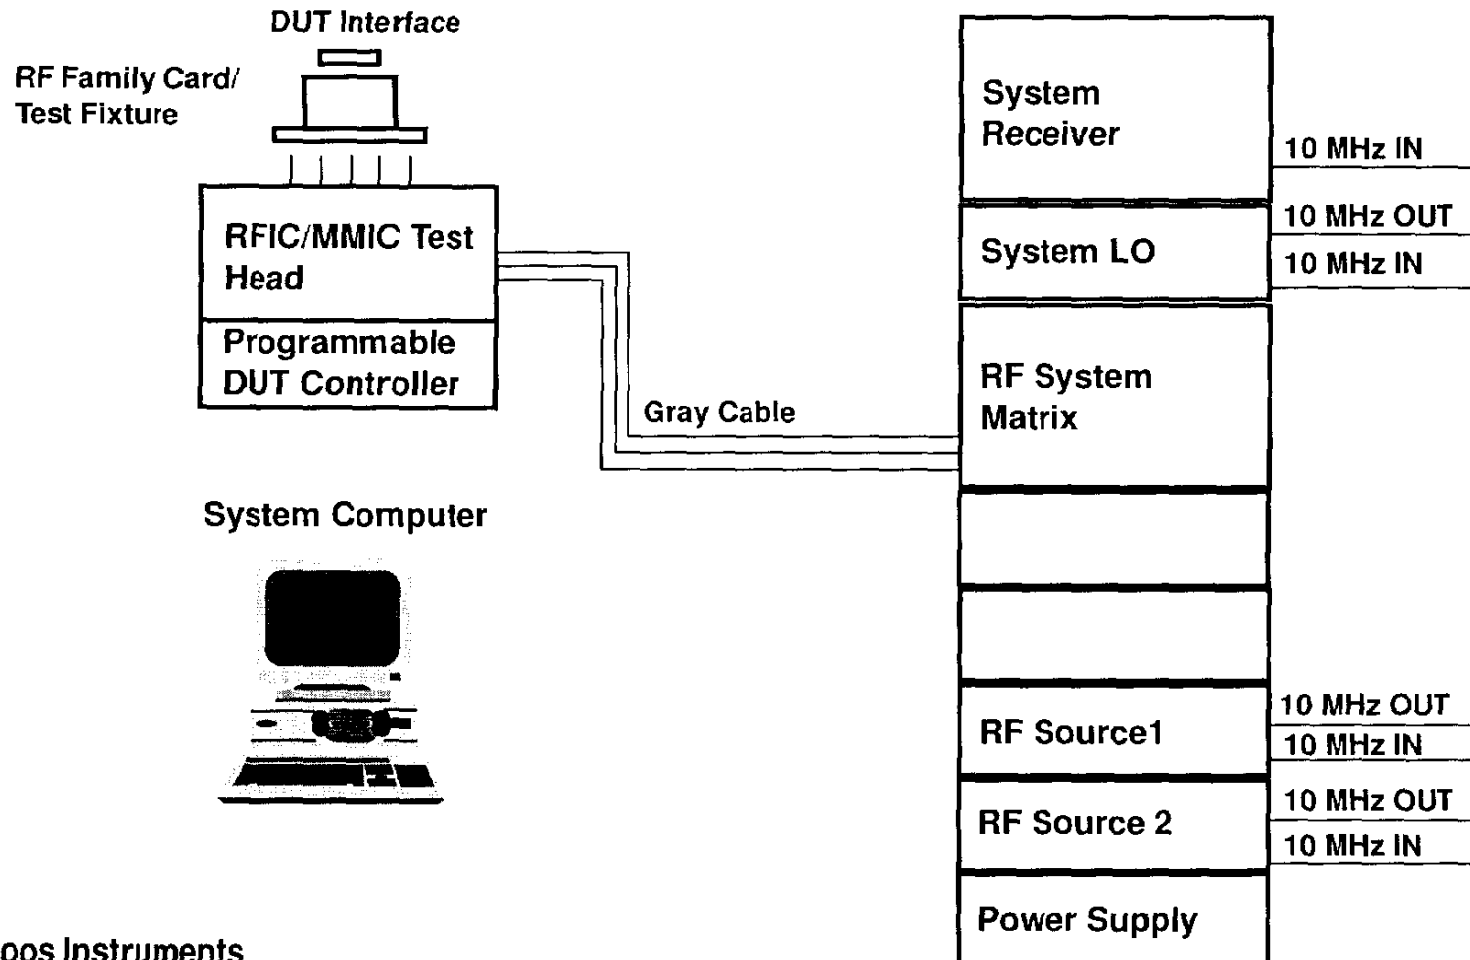 DUT Interface
RF Family Card/
Test Fixture
RFIC/MMIC Test
Head
Programmable
DUT Controller
Gray Cable
System Computer
System
Receiver
10 MHz IN
10 MHz OUT
System LO
10 MHz IN
RF System
Matrix
10 MHz OUT
RF Source1
10 MHz IN
10 MHz OUT
RF Source 2
10 MHz IN
Power Supply
Instruments